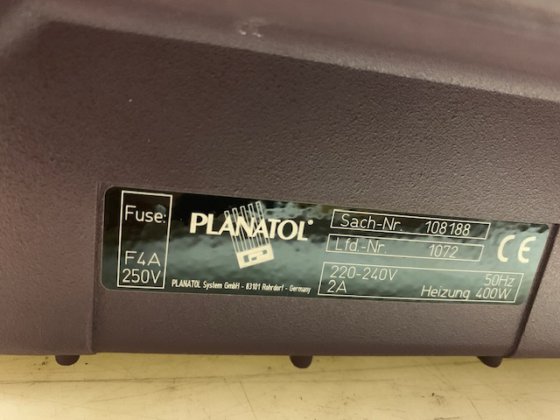 Fuse:
F4A
250V
PLANATOL®
PLANATOL System GmbH - 83101 Rohrdorf - Germany
Sach-Nr. 108188
Lfd.-Nr. 1072
220-240V 50Hz
2A Heizung 400W
CE